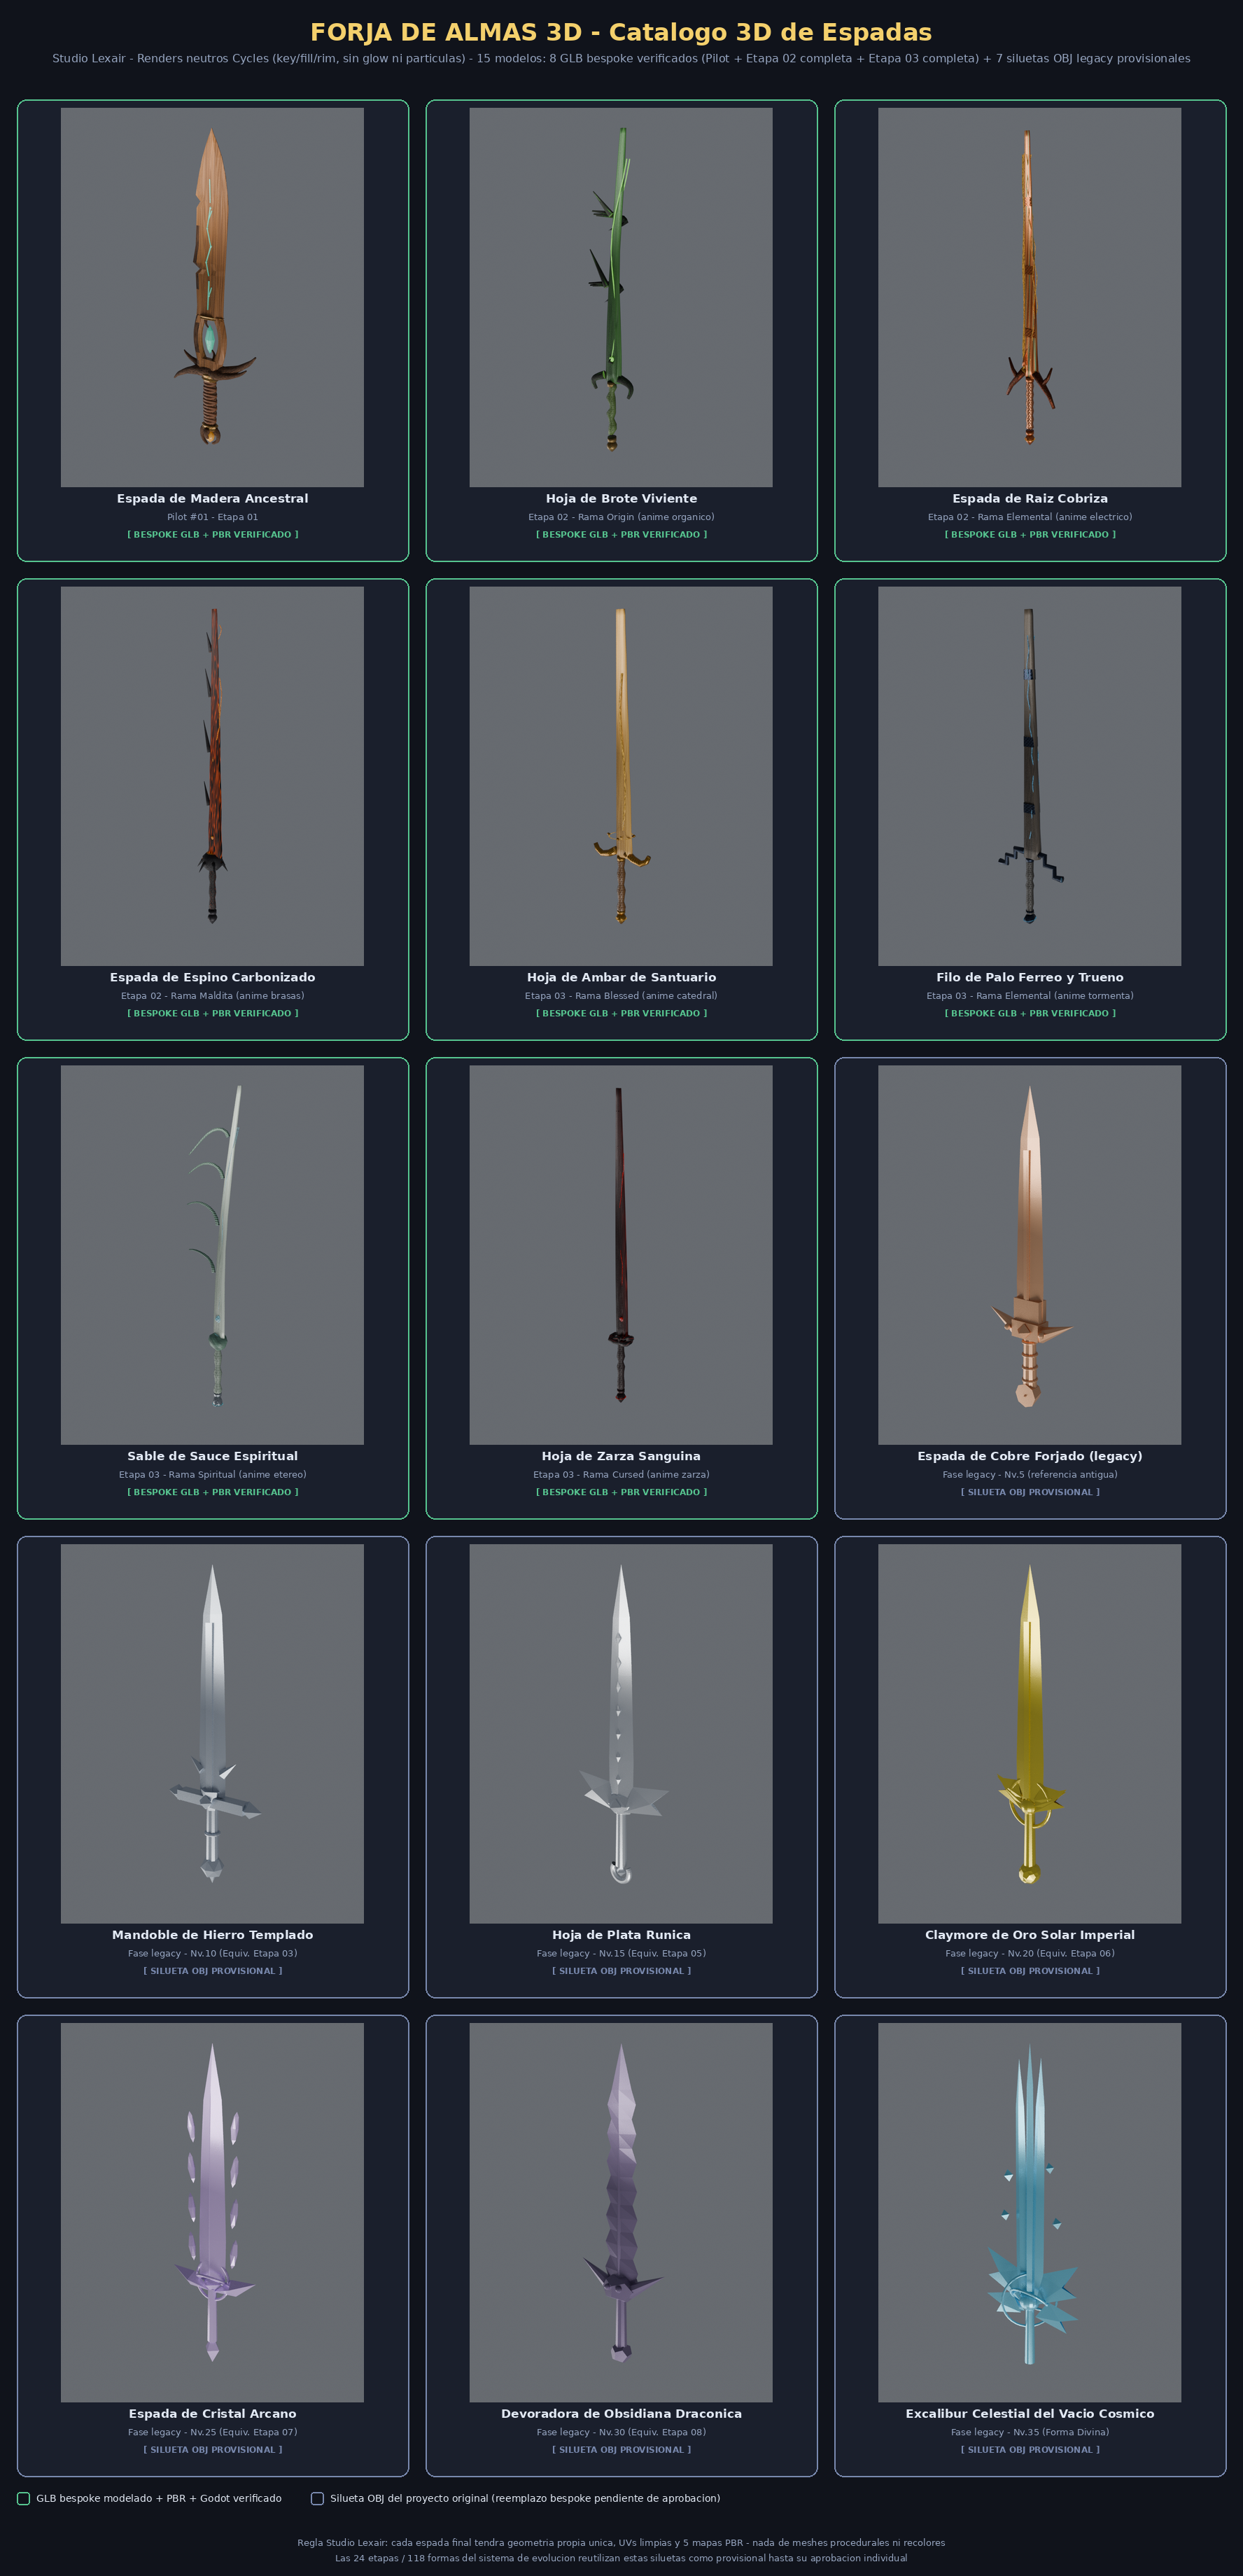 FORJA DE ALMAS 3D - Catalogo 3D de Espadas
Studio Lexair - Renders neutros Cycles (key/fill/rim, sin glow ni particulas) - 15 modelos: 8 GLB bespoke verificados (Pilot + Etapa 02 completa + Etapa 03 completa) + 7 siluetas OBJ legacy provisionales
Espada de Madera Ancestral
Pilot #01 - Etapa 01
[ BESPOKE GLB + PBR VERIFICADO ]
Hoja de Brote Viviente
Etapa 02 - Rama Origin (anime organico)
[ BESPOKE GLB + PBR VERIFICADO ]
Espada de Raiz Cobriza
Etapa 02 - Rama Elemental (anime electrico)
[ BESPOKE GLB + PBR VERIFICADO ]
Espada de Espino Carbonizado
Etapa 02 - Rama Maldita (anime brasas)
[ BESPOKE GLB + PBR VERIFICADO ]
Hoja de Ambar de Santuario
Etapa 03 - Rama Blessed (anime catedral)
[ BESPOKE GLB + PBR VERIFICADO ]
Filo de Palo Ferreo y Trueno
Etapa 03 - Rama Elemental (anime tormenta)
[ BESPOKE GLB + PBR VERIFICADO ]
Sable de Sauce Espiritual
Etapa 03 - Rama Spiritual (anime etereo)
[ BESPOKE GLB + PBR VERIFICADO ]
Hoja de Zarza Sanguina
Etapa 03 - Rama Cursed (anime zarza)
[ BESPOKE GLB + PBR VERIFICADO ]
Espada de Cobre Forjado (legacy)
Fase legacy - Nv.5 (referencia antigua)
[ SILUETA OBJ PROVISIONAL ]
Mandoble de Hierro Templado
Fase legacy - Nv.10 (Equiv. Etapa 03)
[ SILUETA OBJ PROVISIONAL ]
Hoja de Plata Runica
Fase legacy - Nv.15 (Equiv. Etapa 05)
[ SILUETA OBJ PROVISIONAL ]
Claymore de Oro Solar Imperial
Fase legacy - Nv.20 (Equiv. Etapa 06)
[ SILUETA OBJ PROVISIONAL ]
Espada de Cristal Arcano
Fase legacy - Nv.25 (Equiv. Etapa 07)
[ SILUETA OBJ PROVISIONAL ]
Devoradora de Obsidiana Draconica
Fase legacy - Nv.30 (Equiv. Etapa 08)
[ SILUETA OBJ PROVISIONAL ]
Excalibur Celestial del Vacio Cosmico
Fase legacy - Nv.35 (Forma Divina)
[ SILUETA OBJ PROVISIONAL ]
GLB bespoke modelado + PBR + Godot verificado
Silueta OBJ del proyecto original (reemplazo bespoke pendiente de aprobacion)
Regla Studio Lexair: cada espada final tendra geometria propia unica, UVs limpias y 5 mapas PBR - nada de meshes procedurales ni recolores
Las 24 etapas / 118 formas del sistema de evolucion reutilizan estas siluetas como provisional hasta su aprobacion individual